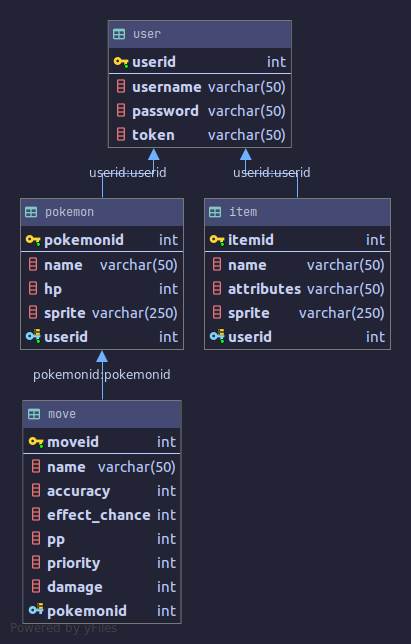 user
userid int
username varchar(50)
password varchar(50)
token varchar(50)
userid:userid userid:userid
pokemon
pokemonid int
name varchar(50)
hp int
sprite varchar(250)
userid int
item
itemid int
name varchar(50)
attributes varchar(50)
sprite varchar(250)
userid int
pokemonid:pokemonid
move
moveid int
name varchar(50)
accuracy int
effect_chance int
pp int
priority int
damage int
pokemonid int
Powered by yFiles